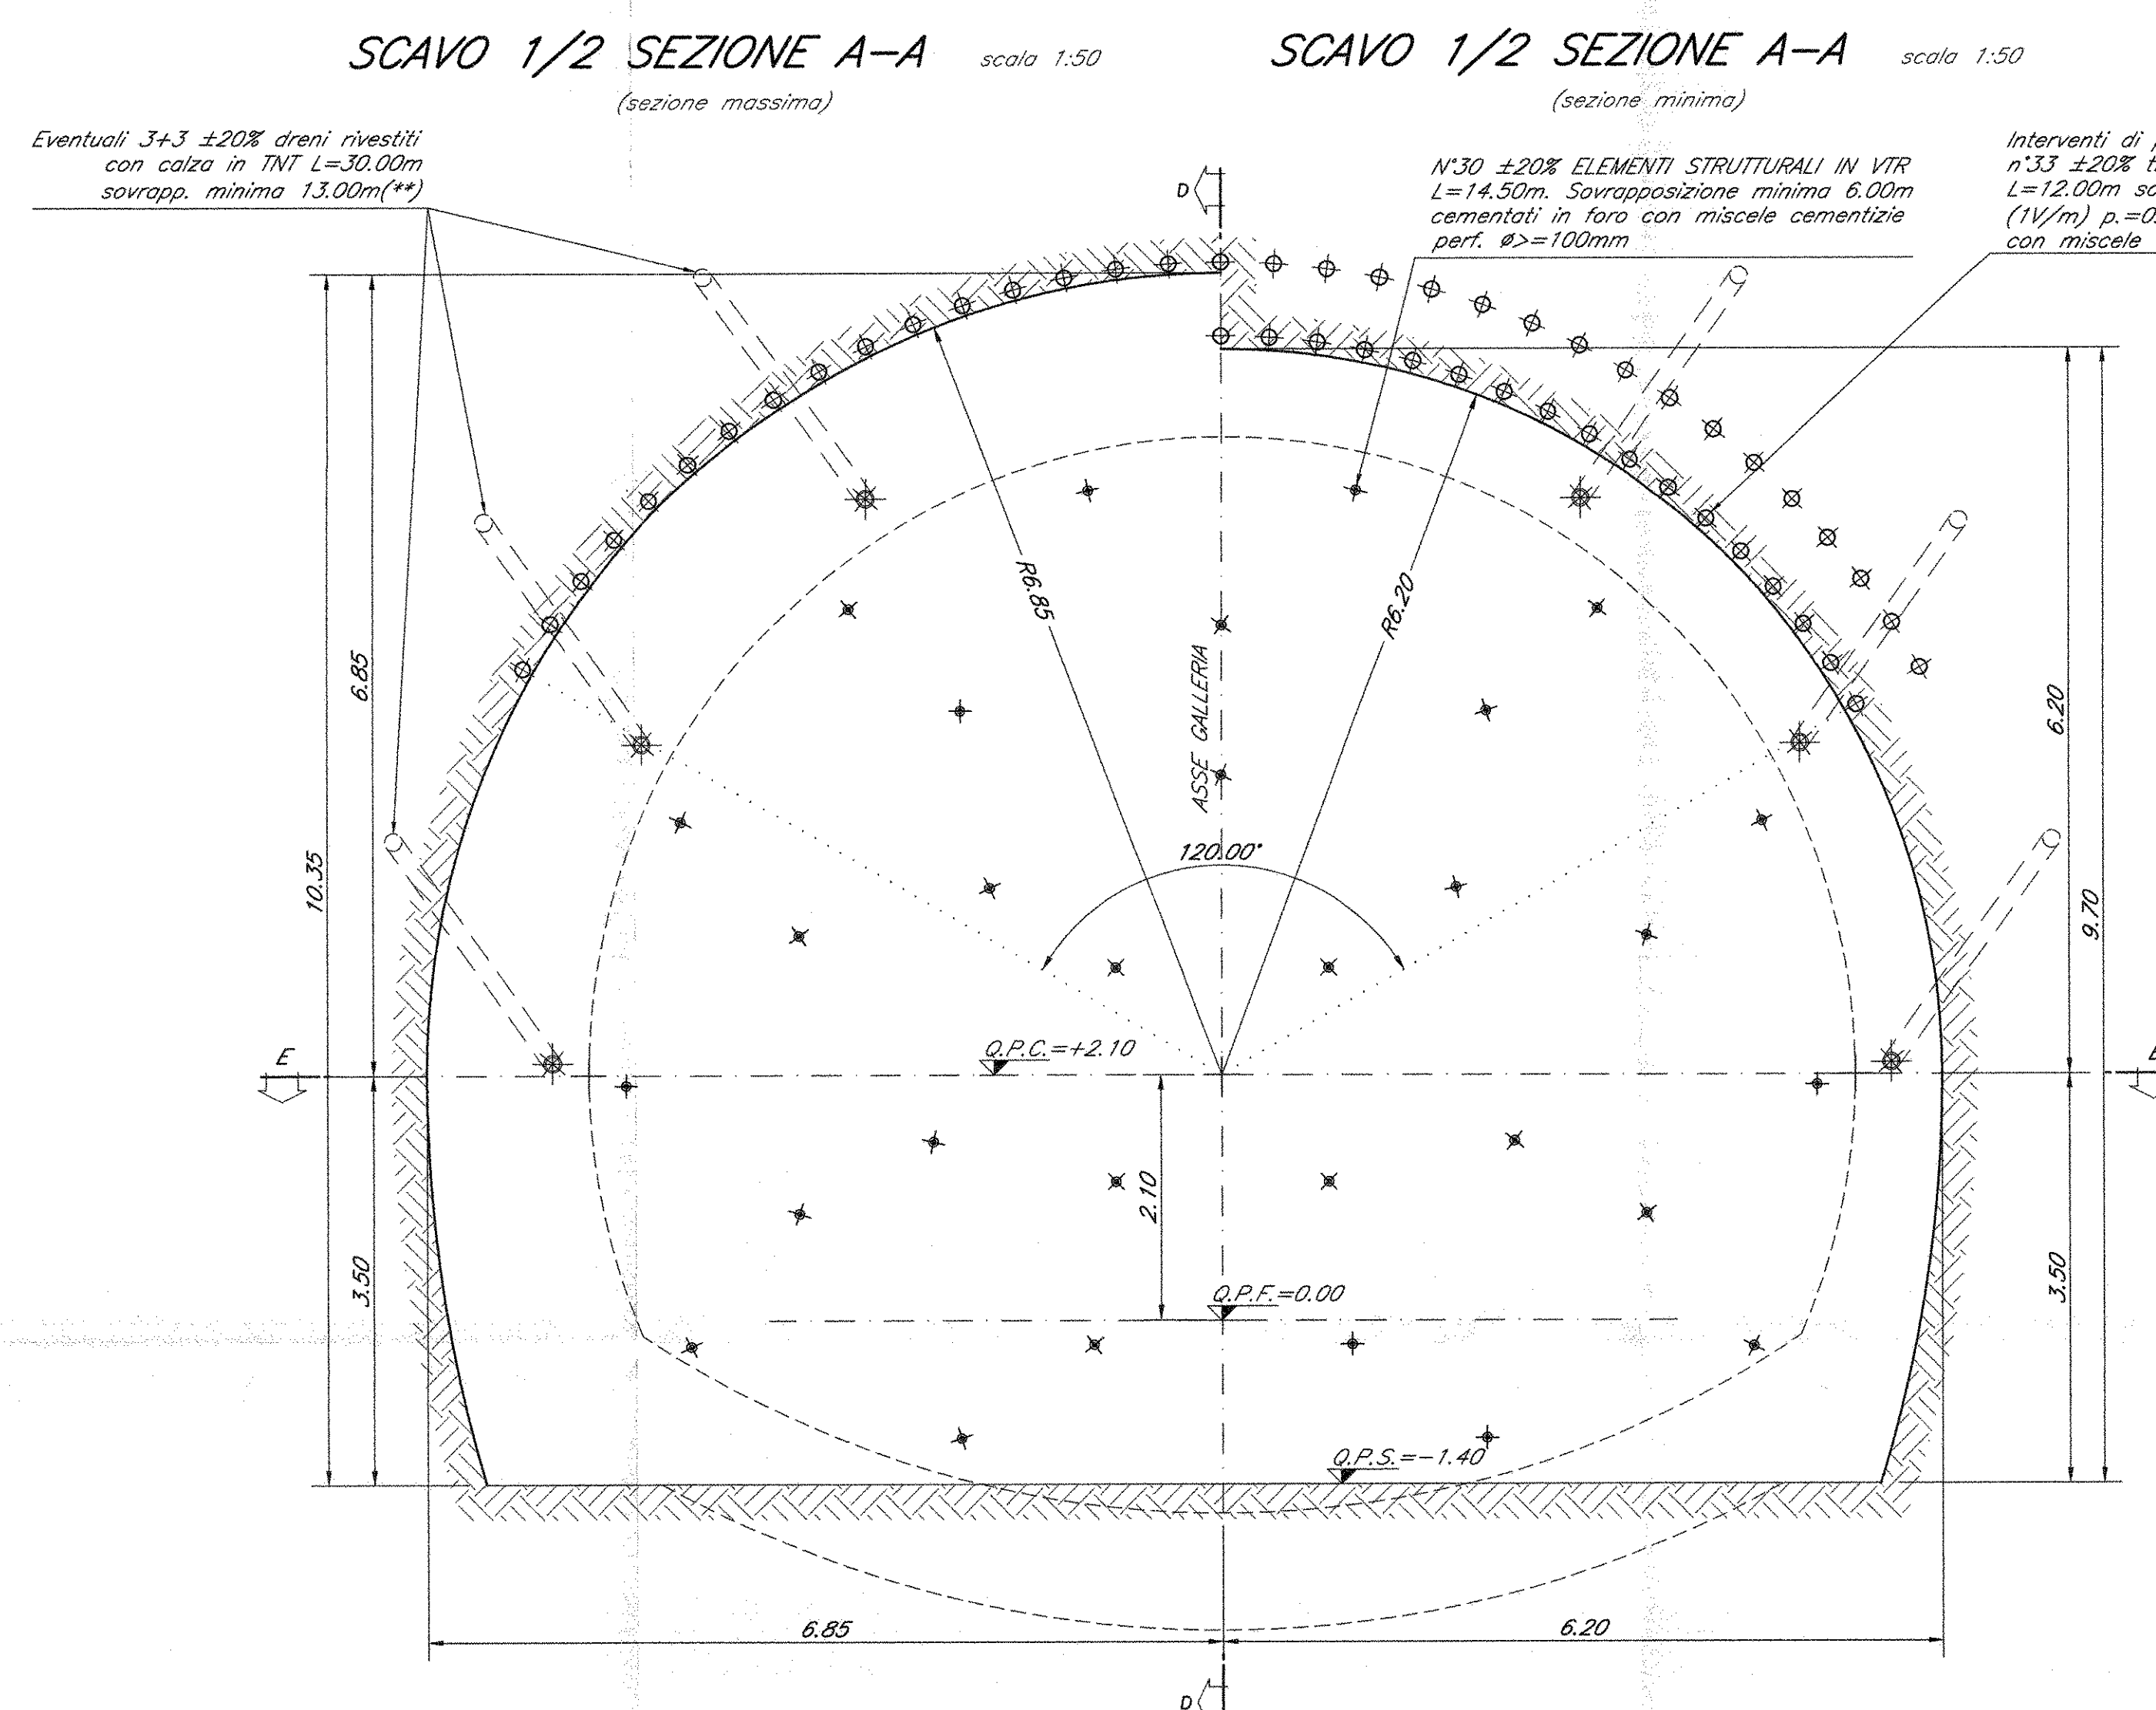 SCAVO 1/2 SEZIONE A-A scala 1:50
(sezione massima)
SCAVO 1/2 SEZIONE A-A scala 1:50
(sezione minima)
Eventuali 3+3 ±20% dreni rivestiti
con calza in TNT L=30.00m
sovrapp. minima 13.00m(**)
N°30 ±20% ELEMENTI STRUTTURALI IN VTR
L=14.50m. Sovrapposizione minima 6.00m
cementati in foro con miscele cementizie
perf. ø>=100mm
Interventi di
n°33 ±20%
L=12.00m
(1V/m)
con miscele
D
R6.85
R6.20
ASSE GALLERIA
120.00°
6.85
10.35
3.50
6.20
9.70
3.50
E
Q.P.C.=+2.10
2.10
Q.P.F.=0.00
Q.P.S.=-1.40
6.85
6.20
D